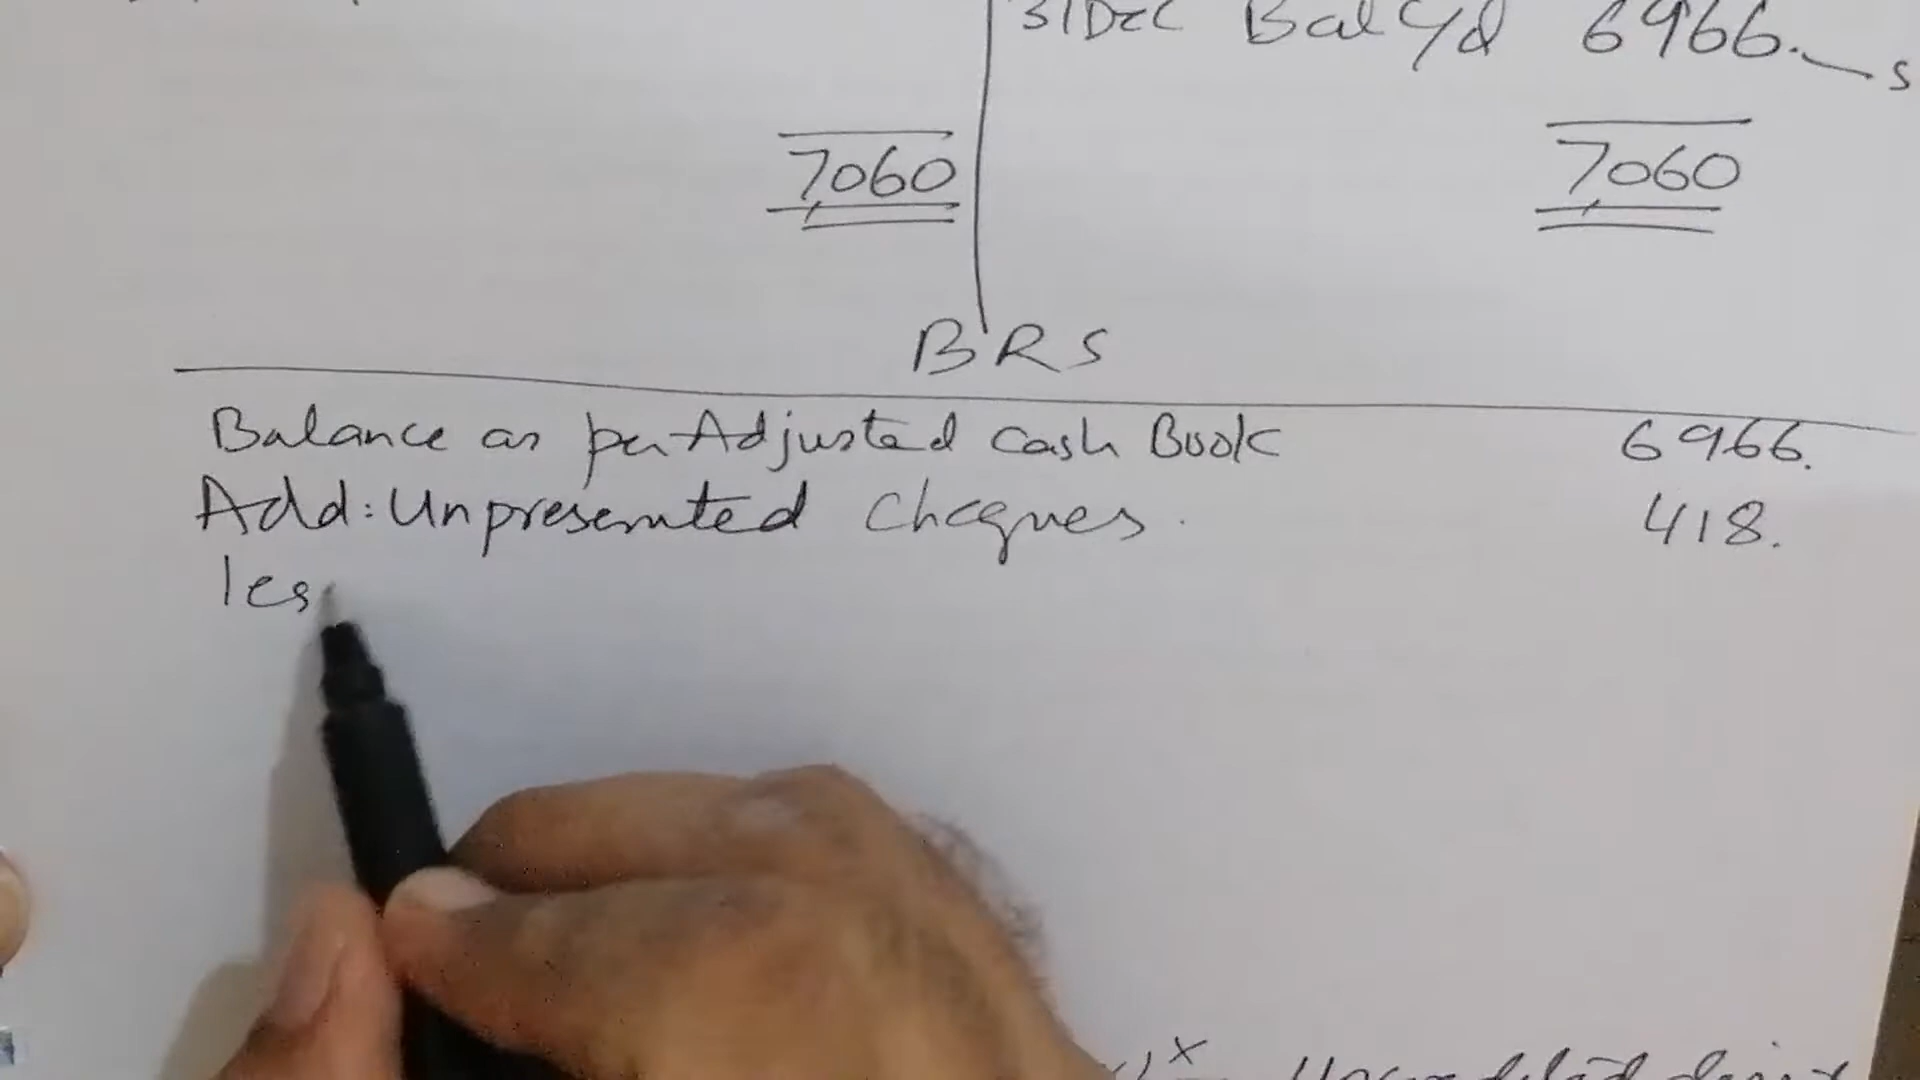 31 Dec Bal c/d 6966.
7060 7060
BRS
Balance as per Adjusted cash Book 6966.
Add: Unpresented Cheques. 418.
les